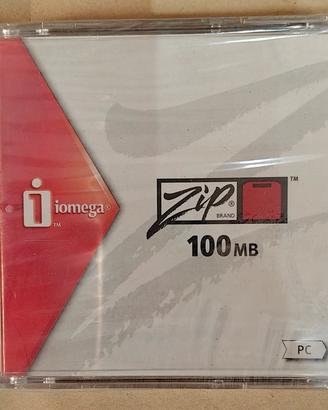 iomega®
TM
Zip®
BRAND
TM
100MB
PC